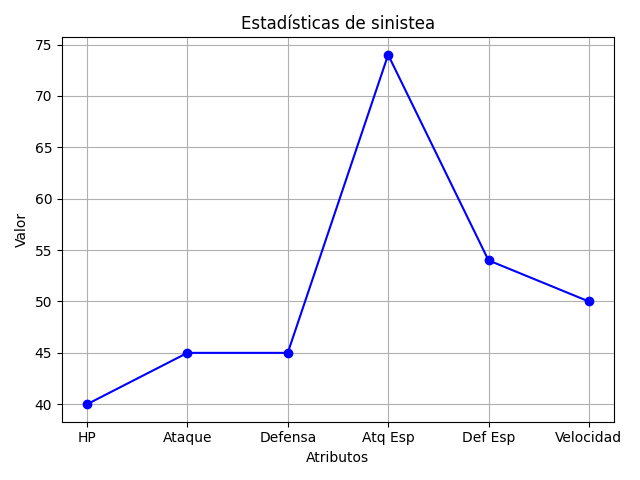 Estadísticas de sinistea
Valor
75
70
65
60
55
50
45
40
HP Ataque Defensa Atq Esp Def Esp Velocidad
Atributos